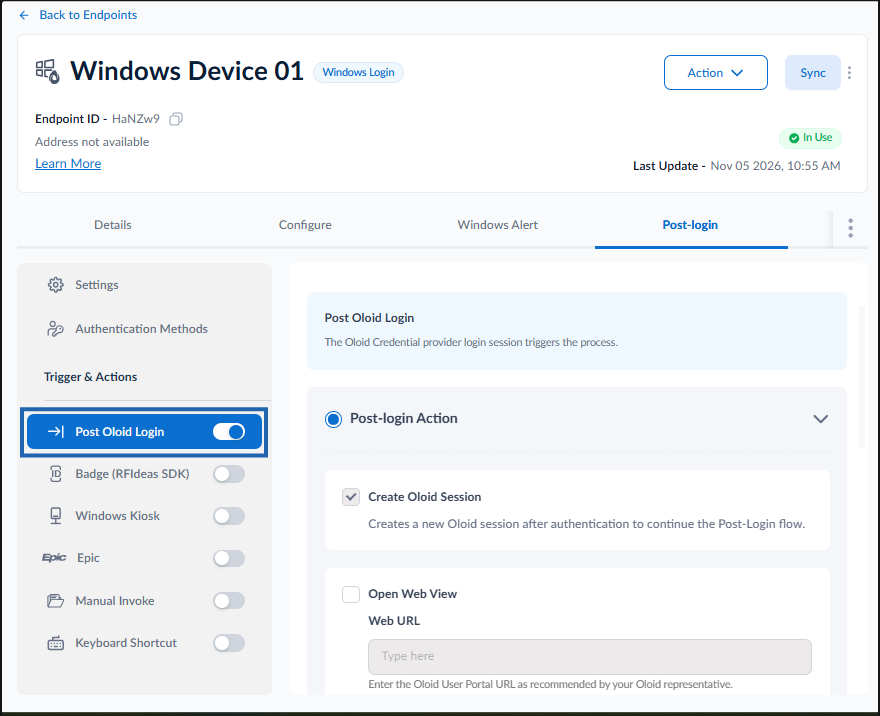 Back to Endpoints
Windows Device 01 Windows Login Action Sync
Endpoint ID - HaNZw9
Address not available In Use
Learn More Last Update - Nov 05 2026, 10:55 AM
Details Configure Windows Alert Post-login
Settings
Authentication Methods
Trigger & Actions
Post Oloid Login
ID Badge (RFIdeas SDK)
Windows Kiosk
Epic Epic
Manual Invoke
Keyboard Shortcut
Post Oloid Login
The Oloid Credential provider login session triggers the process.
Post-login Action
Create Oloid Session
Creates a new Oloid session after authentication to continue the Post-Login flow.
Open Web View
Web URL
Type here
Enter the Oloid User Portal URL as recommended by your Oloid representative.